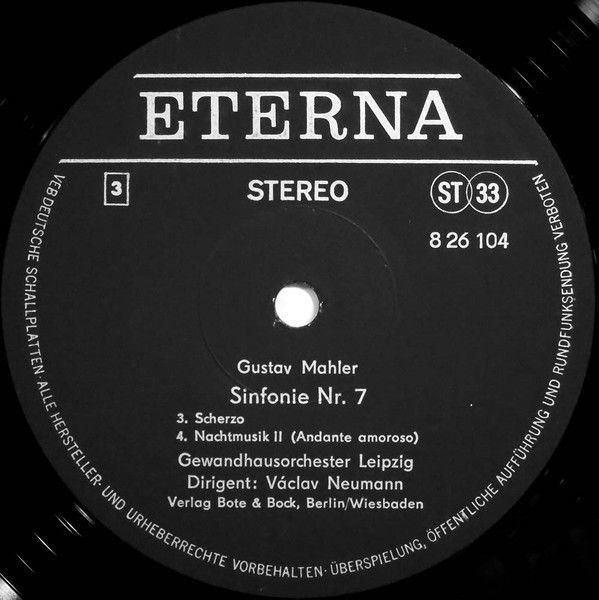 ETERNA
3
STEREO
ST 33
8 26 104
Gustav Mahler
Sinfonie Nr. 7
3. Scherzo
4. Nachtmusik II (Andante amoroso)
Gewandhausorchester Leipzig
Dirigent: Václav Neumann
Verlag Bote & Bock, Berlin/Wiesbaden
VEB DEUTSCHE SCHALLPLATTEN · ALLE HERSTELLER- UND URHEBERRECHTE VORBEHALTEN · ÜBERSPIELUNG, ÖFFENTLICHE AUFFÜHRUNG UND RUNDFUNKSENDUNG VERBOTEN